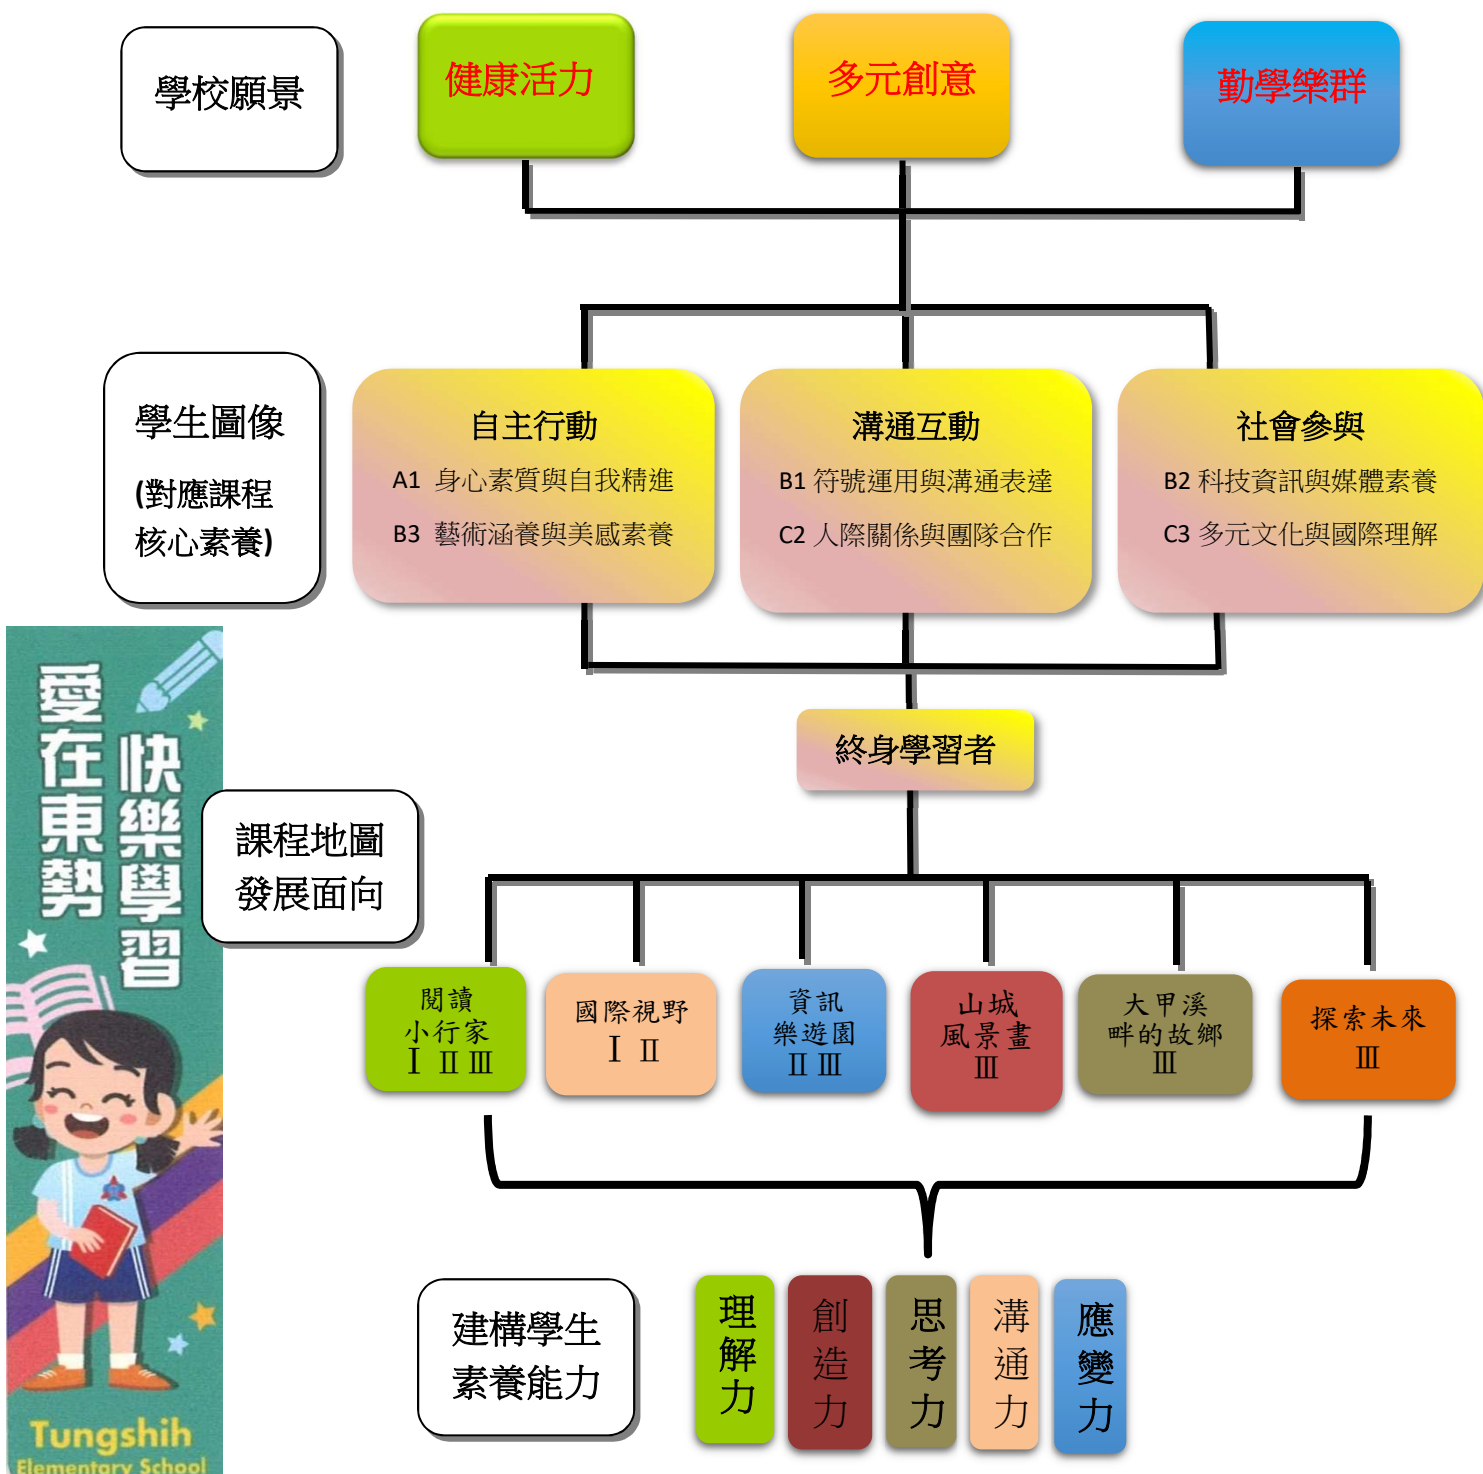 學校願景
健康活力
多元創意
勤學樂群
學生圖像
(對應課程
核心素養)
自主行動
A1 身心素質與自我精進
B3 藝術涵養與美感素養
溝通互動
B1 符號運用與溝通表達
C2 人際關係與團隊合作
社會參與
B2 科技資訊與媒體素養
C3 多元文化與國際理解
終身學習者
愛在東勢
快樂學習
課程地圖
發展面向
閱讀
小行家
Ⅰ Ⅱ Ⅲ
國際視野
Ⅰ Ⅱ
資訊
樂遊園
Ⅱ Ⅲ
山城
風景畫
Ⅲ
大甲溪
畔的故鄉
Ⅲ
探索未來
Ⅲ
建構學生
素養能力
理解力
創造力
思考力
溝通力
應變力
Tungshih
Elementary School